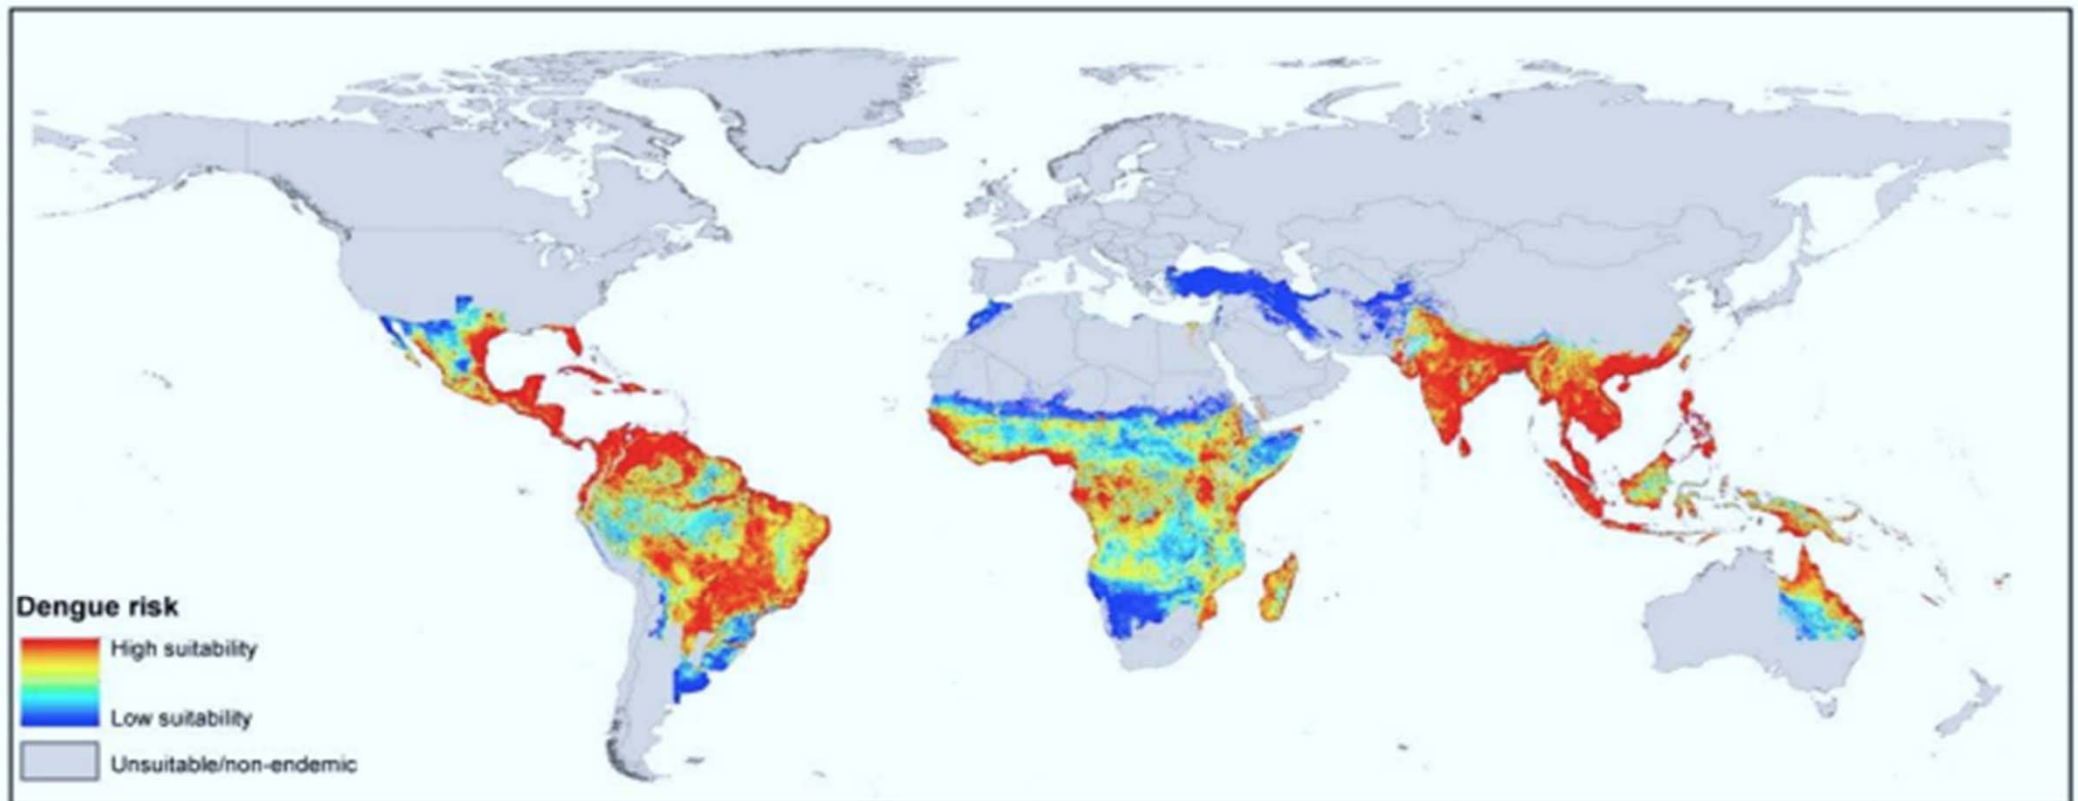 Dengue risk
High suitability
Low suitability
Unsuitable/non-endemic